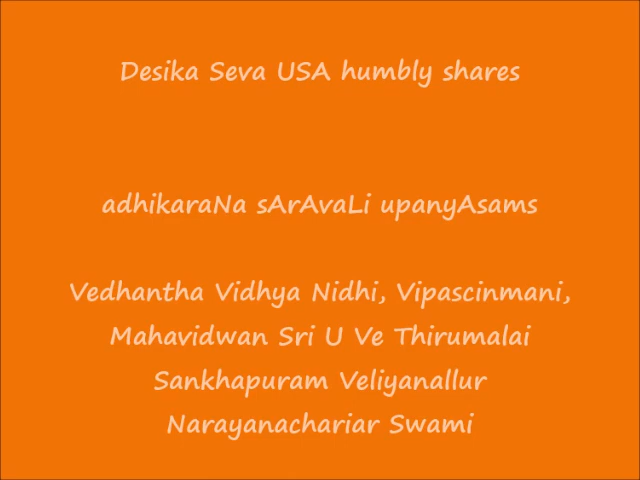 Desika Seva USA humbly shares
adhikaraNa sArAvaLi upanyAsams
Vedhantha Vidhya Nidhi, Vipascinmani,
Mahavidwan Sri U Ve Thirumalai
Sankhapuram Veliyanallur
Narayanachariar Swami